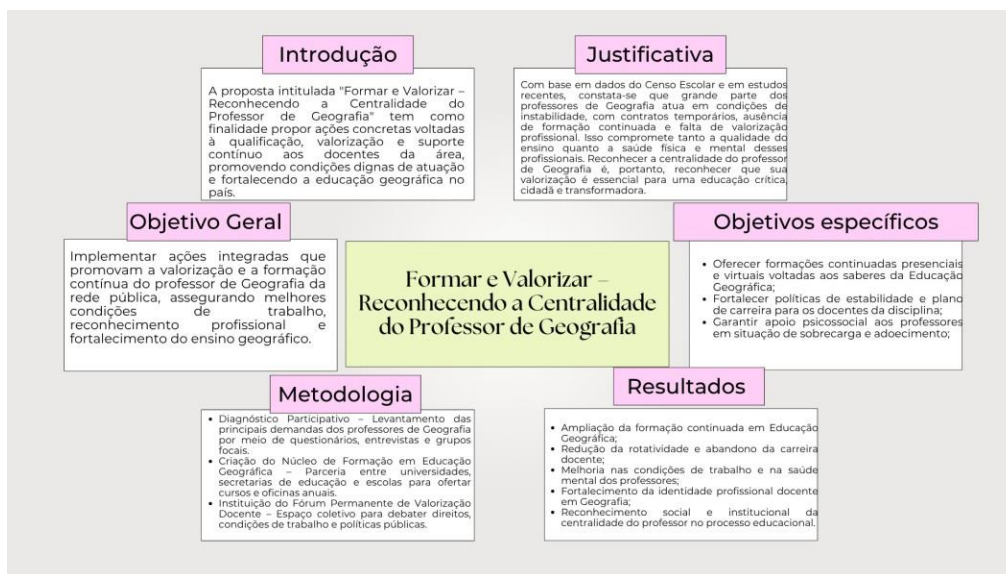 Introdução
A proposta intitulada "Formar e Valorizar –
Reconhecendo a Centralidade do
Professor de Geografia" tem como
finalidade propor ações concretas voltadas
à qualificação, valorização e suporte
contínuo aos docentes da área,
promovendo condições dignas de atuação
e fortalecendo a educação geográfica no
país.
Justificativa
Com base em dados do Censo Escolar e em estudos
recentes, constata-se que grande parte dos
professores de Geografia atua em condições de
instabilidade, com contratos temporários, ausência
de formação continuada e falta de valorização
profissional. Isso compromete tanto a qualidade do
ensino quanto a saúde física e mental desses
profissionais. Reconhecer a centralidade do professor
de Geografia é, portanto, reconhecer que sua
valorização é essencial para uma educação crítica,
cidadã e transformadora.
Objetivo Geral
Implementar ações integradas que
promovam a valorização e a formação
contínua do professor de Geografia da
rede pública, assegurando melhores
condições de trabalho,
reconhecimento profissional e
fortalecimento do ensino geográfico.
Formar e Valorizar –
Reconhecendo a Centralidade
do Professor de Geografia
Objetivos específicos
• Oferecer formações continuadas presenciais
e virtuais voltadas aos saberes da Educação
Geográfica;
• Fortalecer políticas de estabilidade e plano
de carreira para os docentes da disciplina;
• Garantir apoio psicossocial aos professores
em situação de sobrecarga e adoecimento;
Metodologia
• Diagnóstico Participativo – Levantamento das
principais demandas dos professores de Geografia
por meio de questionários, entrevistas e grupos
focais.
• Criação do Núcleo de Formação em Educação
Geográfica – Parceria entre universidades,
secretarias de educação e escolas para ofertar
cursos e oficinas anuais.
• Instituição do Fórum Permanente de Valorização
Docente – Espaço coletivo para debater direitos,
condições de trabalho e políticas públicas.
Resultados
• Ampliação da formação continuada em Educação
Geográfica;
• Redução da rotatividade e abandono da carreira
docente;
• Melhoria nas condições de trabalho e na saúde
mental dos professores;
• Fortalecimento da identidade profissional docente
em Geografia;
• Reconhecimento social e institucional da
centralidade do professor no processo educacional.